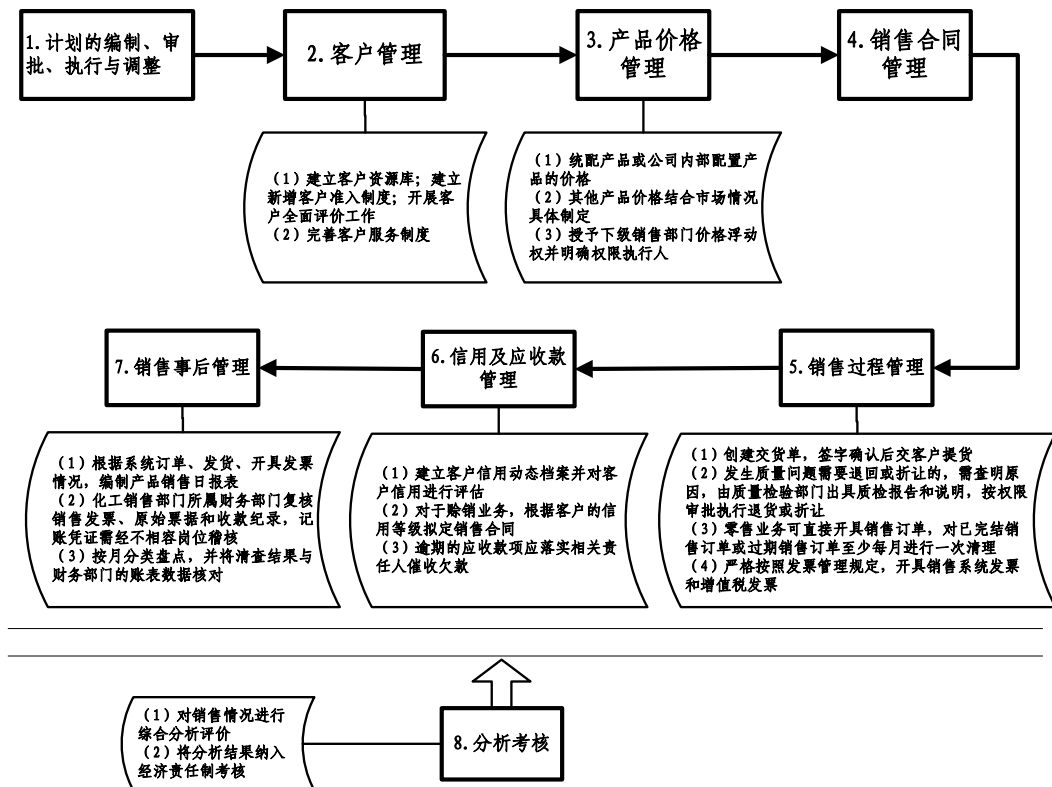 1.计划的编制、审
批、执行与调整
2.客户管理
3.产品价格
管理
4.销售合同
管理
（1）建立客户资源库；建立
新增客户准入制度；开展客
户全面评价工作
（2）完善客户服务制度
（1）统配产品或公司内部配置产
品的价格
（2）其他产品价格结合市场情况
具体制定
（3）授予下级销售部门价格浮动
权并明确权限执行人
7.销售事后管理
6.信用及应收款
管理
5.销售过程管理
（1）根据系统订单、发货、开具发票
情况，编制产品销售日报表
（2）化工销售部门所属财务部门复核
销售发票、原始票据和收款纪录，记
账凭证需经不相容岗位稽核
（3）按月分类盘点，并将清查结果与
财务部门的账表数据核对
（1）建立客户信用动态档案并对客
户信用进行评估
（2）对于赊销业务，根据客户的信
用等级拟定销售合同
（3）逾期的应收款项应落实相关责
任人催收欠款
（1）创建交货单，签字确认后交客户提货
（2）发生质量问题需要退回或折让的，需查明原
因，由质量检验部门出具质检报告和说明，按权限
审批执行退货或折让
（3）零售业务可直接开具销售订单，对已完结销
售订单或过期销售订单至少每月进行一次清理
（4）严格按照发票管理规定，开具销售系统发票
和增值税发票
（1）对销售情况进行
综合分析评价
（2）将分析结果纳入
经济责任制考核
8.分析考核